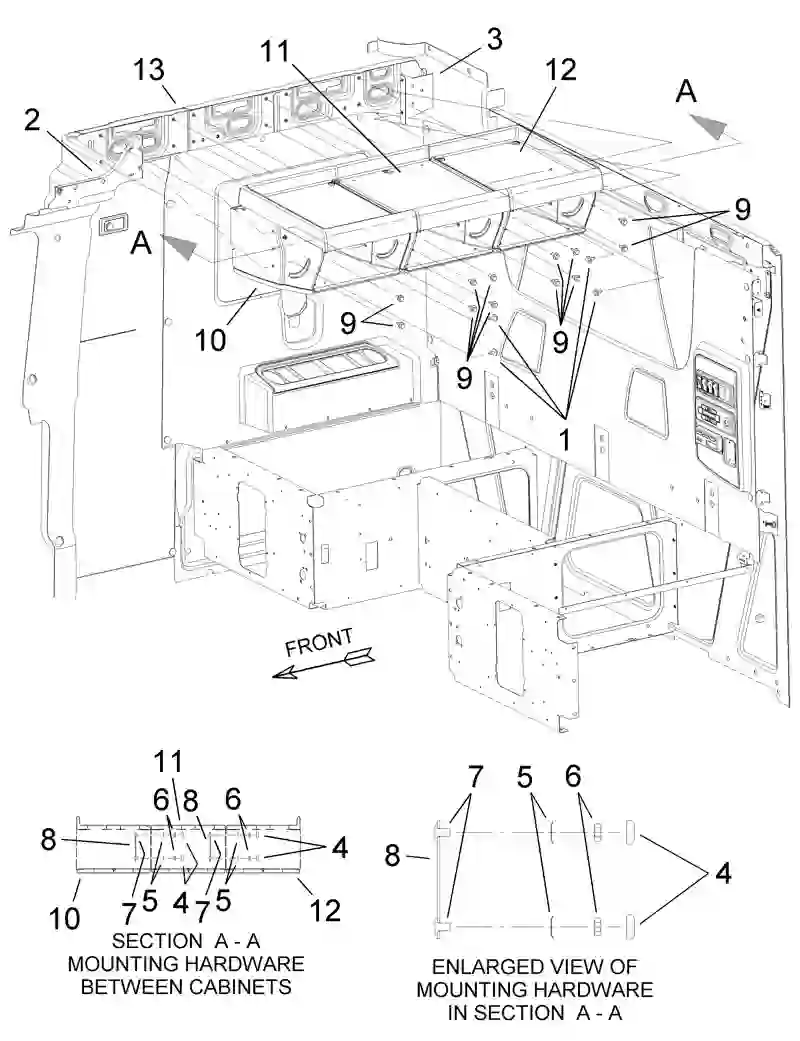 3
11
12
13
A
2
9
A
10
9
9
9
1
FRONT
11
6 8 6
8
4
7 5 4 7 5
10
12
SECTION A - A
MOUNTING HARDWARE
BETWEEN CABINETS
7 5 6
8
4
ENLARGED VIEW OF
MOUNTING HARDWARE
IN SECTION A - A